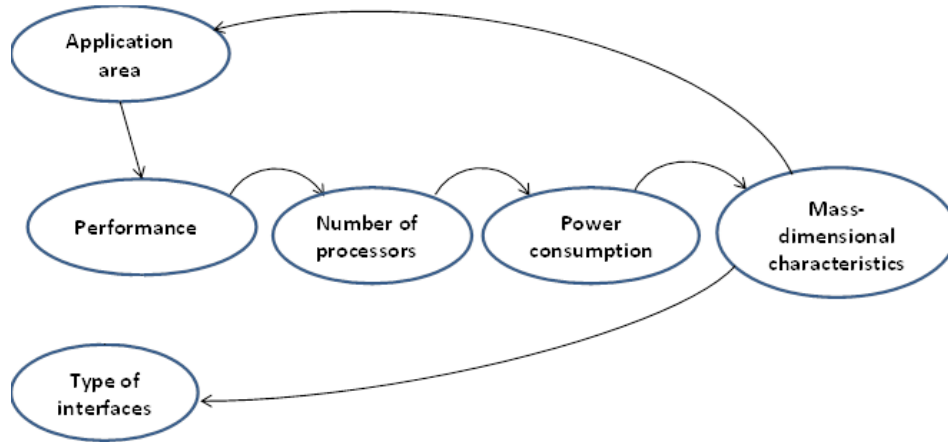 Application
area
Performance
Number of
processors
Power
consumption
Mass-
dimensional
characteristics
Type of
interfaces